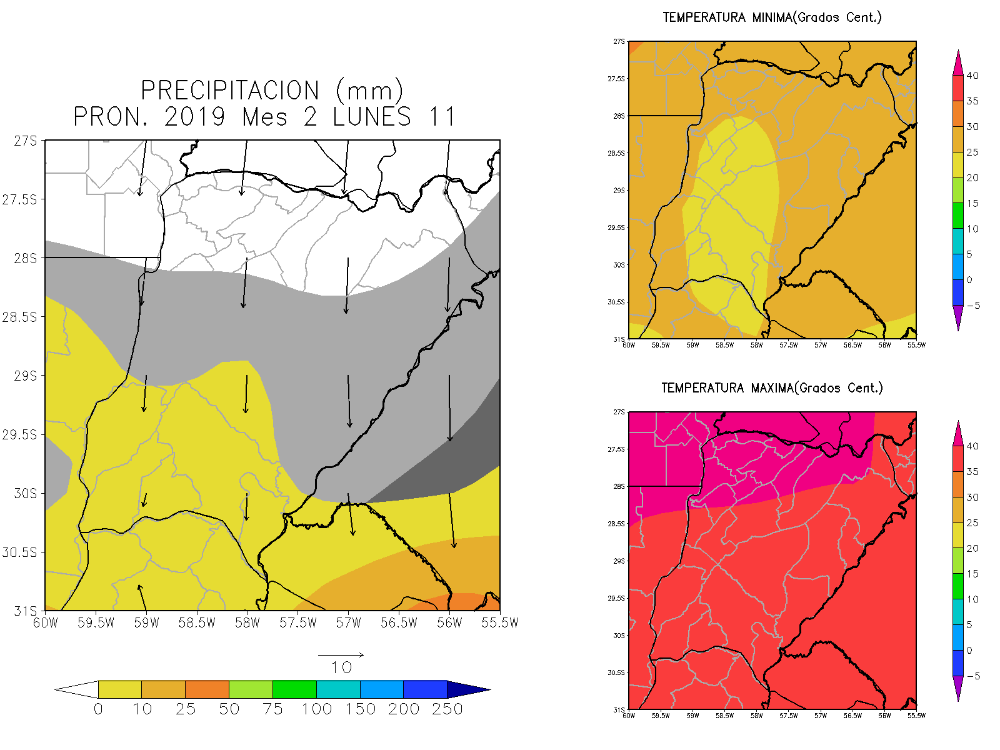 PRECIPITACION (mm)
PRON. 2019 Mes 2 LUNES 11
27S
27.5S
28S
28.5S
29S
29.5S
30S
30.5S
31S
60W 59.5W 59W 58.5W 58W 57.5W 57W 56.5W 56W 55.5W
10
0 10 25 50 75 100 150 200 250
TEMPERATURA MINIMA(Grados Cent.)
27S
27.5S
28S
28.5S
29S
29.5S
30S
30.5S
31S
60W 59.5W 59W 58.5W 58W 57.5W 57W 56.5W 56W 55.5W
40
35
30
25
20
15
10
5
0
-5
TEMPERATURA MAXIMA(Grados Cent.)
27S
27.5S
28S
28.5S
29S
29.5S
30S
30.5S
31S
60W 59.5W 59W 58.5W 58W 57.5W 57W 56.5W 56W 55.5W
40
35
30
25
20
15
10
5
0
-5